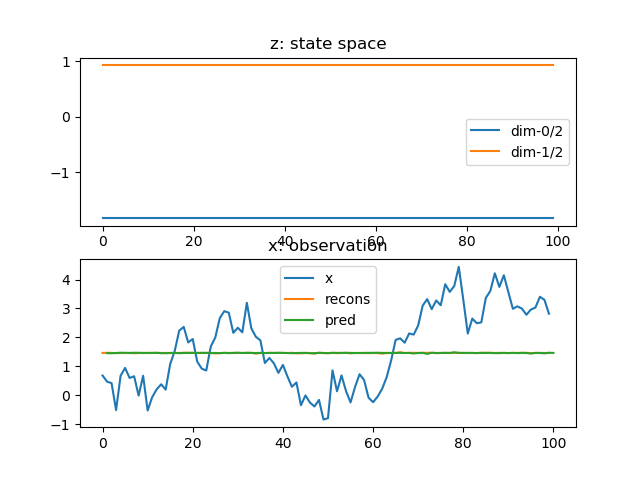 z: state space
1
0
−1
dim-0/2
dim-1/2
0 20 40 60 80 100
x: observation
4
3
2
1
0
−1
x
recons
pred
0 20 40 60 80 100